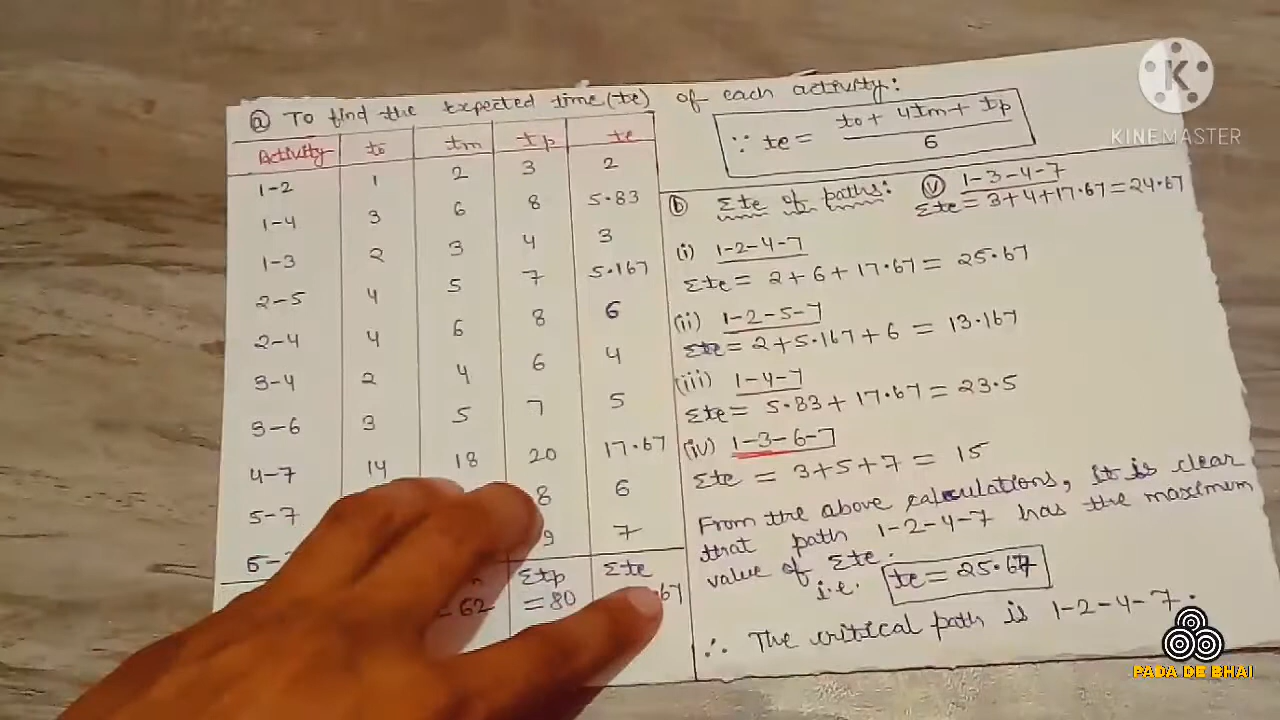 ⓐ To find the Expected time (te) of each activity:
Activity to tm tp te
1-2 1 2 3 2
1-4 3 6 8 5.83
1-3 2 3 4 3
2-5 4 5 7 5.167
2-4 4 6 8 6
3-4 2 4 6 4
3-6 3 5 7 5
4-7 14 18 20 17.67
5-7 8 6
9 7
Σtp Σte
= 62 = 80 .67
∵ te = to + 4tm + tp / 6
ⓑ Σte of paths:
(i) 1-2-4-7
Σte = 2 + 6 + 17.67 = 25.67
(ii) 1-2-5-7
Σte = 2 + 5.167 + 6 = 13.167
(iii) 1-4-7
Σte = 5.83 + 17.67 = 23.5
(iv) 1-3-6-7
Σte = 3 + 5 + 7 = 15
ⓥ 1-3-4-7
Σte = 3+4+17.67 = 24.67
From the above calculations, it is clear
that path 1-2-4-7 has the maximum
value of Σte.
i.e. te = 25.67
∴ The critical path is 1-2-4-7.
K
KINEMASTER
PADA DE BHAI